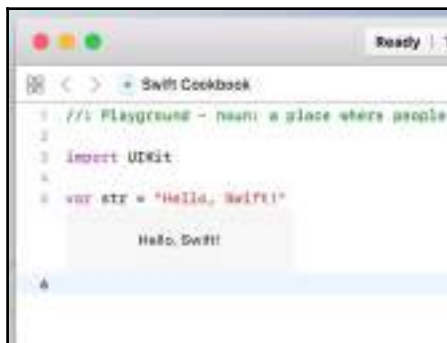 Ready
Swift Cookbook
1 //: Playground - noun: a place where people
2
3 import UIKit
4
5 var str = "Hello, Swift!"
Hello, Swift!
6